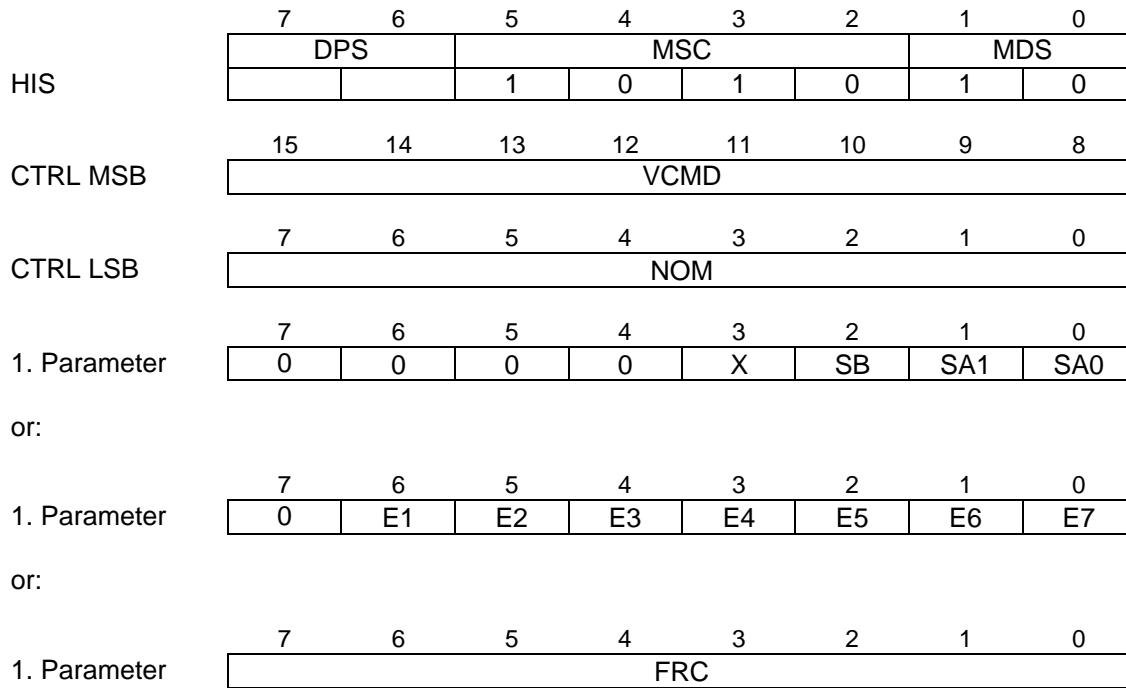 7 6 5 4 3 2 1 0
DPS MSC MDS
HIS 1 0 1 0 1 0
15 14 13 12 11 10 9 8
CTRL MSB VCMD
7 6 5 4 3 2 1 0
CTRL LSB NOM
7 6 5 4 3 2 1 0
1. Parameter 0 0 0 0 X SB SA1 SA0
or:
7 6 5 4 3 2 1 0
1. Parameter 0 E1 E2 E3 E4 E5 E6 E7
or:
7 6 5 4 3 2 1 0
1. Parameter FRC